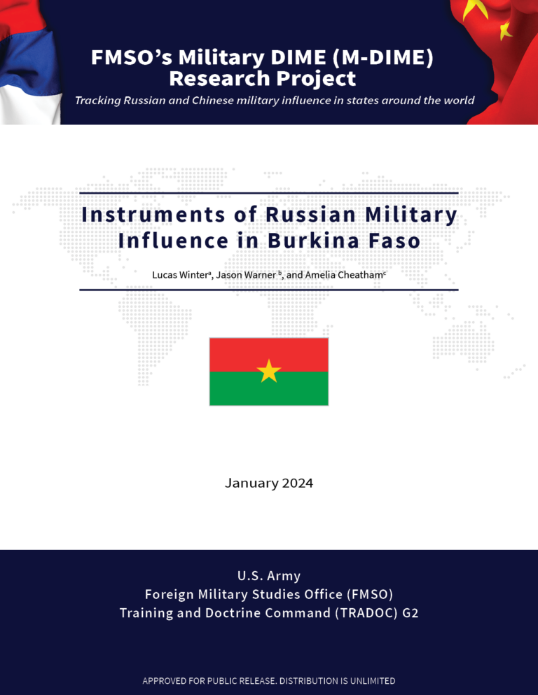 FMSO's Military DIME (M-DIME)
Research Project
Tracking Russian and Chinese military influence in states around the world
Instruments of Russian Military
Influence in Burkina Faso
Lucas Winterᵃ, Jason Warner ᵇ, and Amelia Cheathamᶜ
January 2024
U.S. Army
Foreign Military Studies Office (FMSO)
Training and Doctrine Command (TRADOC) G2
APPROVED FOR PUBLIC RELEASE. DISTRIBUTION IS UNLIMITED